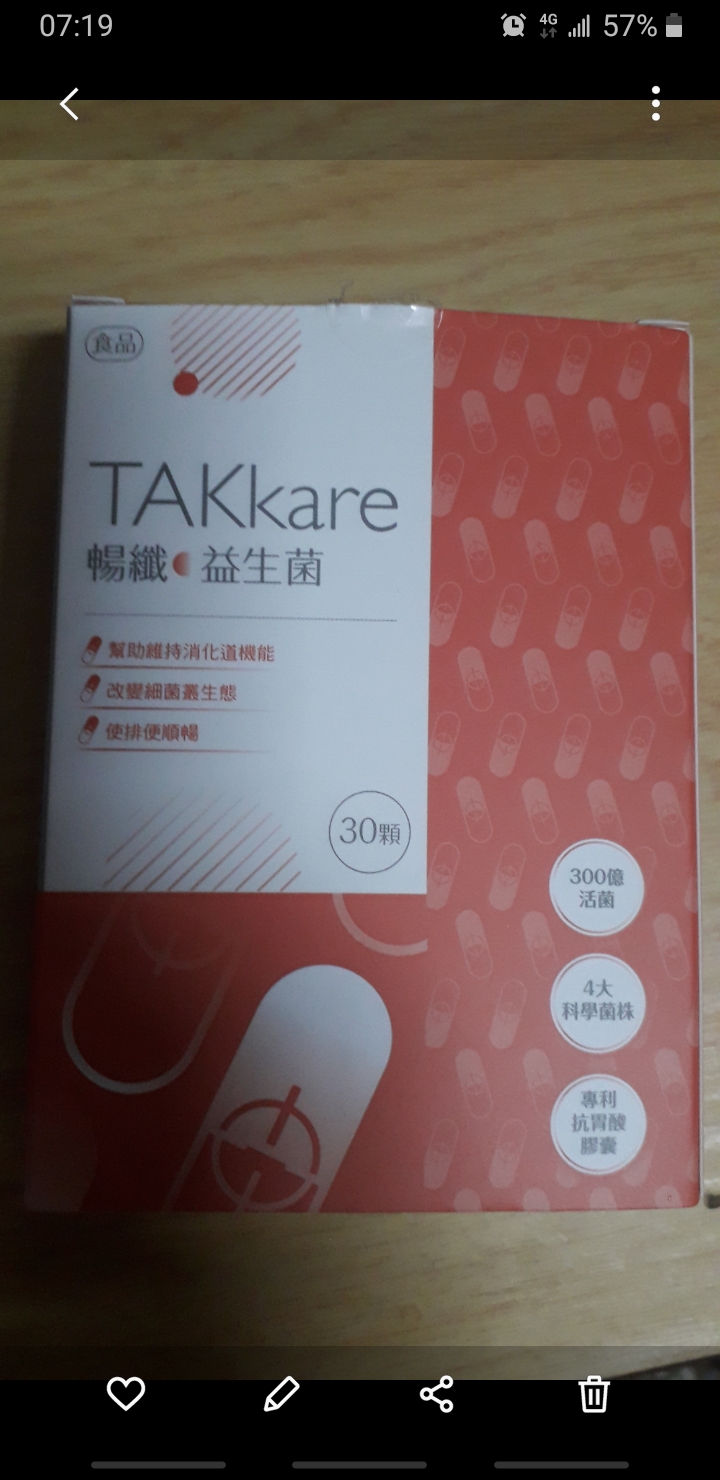 07:19
4G
57%
食品
TAKkare
暢纖 益生菌
幫助維持消化道機能
改變細菌叢生態
使排便順暢
30顆
300億
活菌
4大
科學菌株
專利
抗胃酸
膠囊